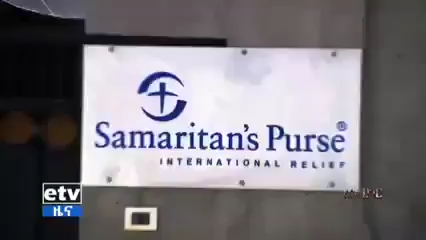 Samaritan's Purse®
INTERNATIONAL RELIEF
etv
ዜና